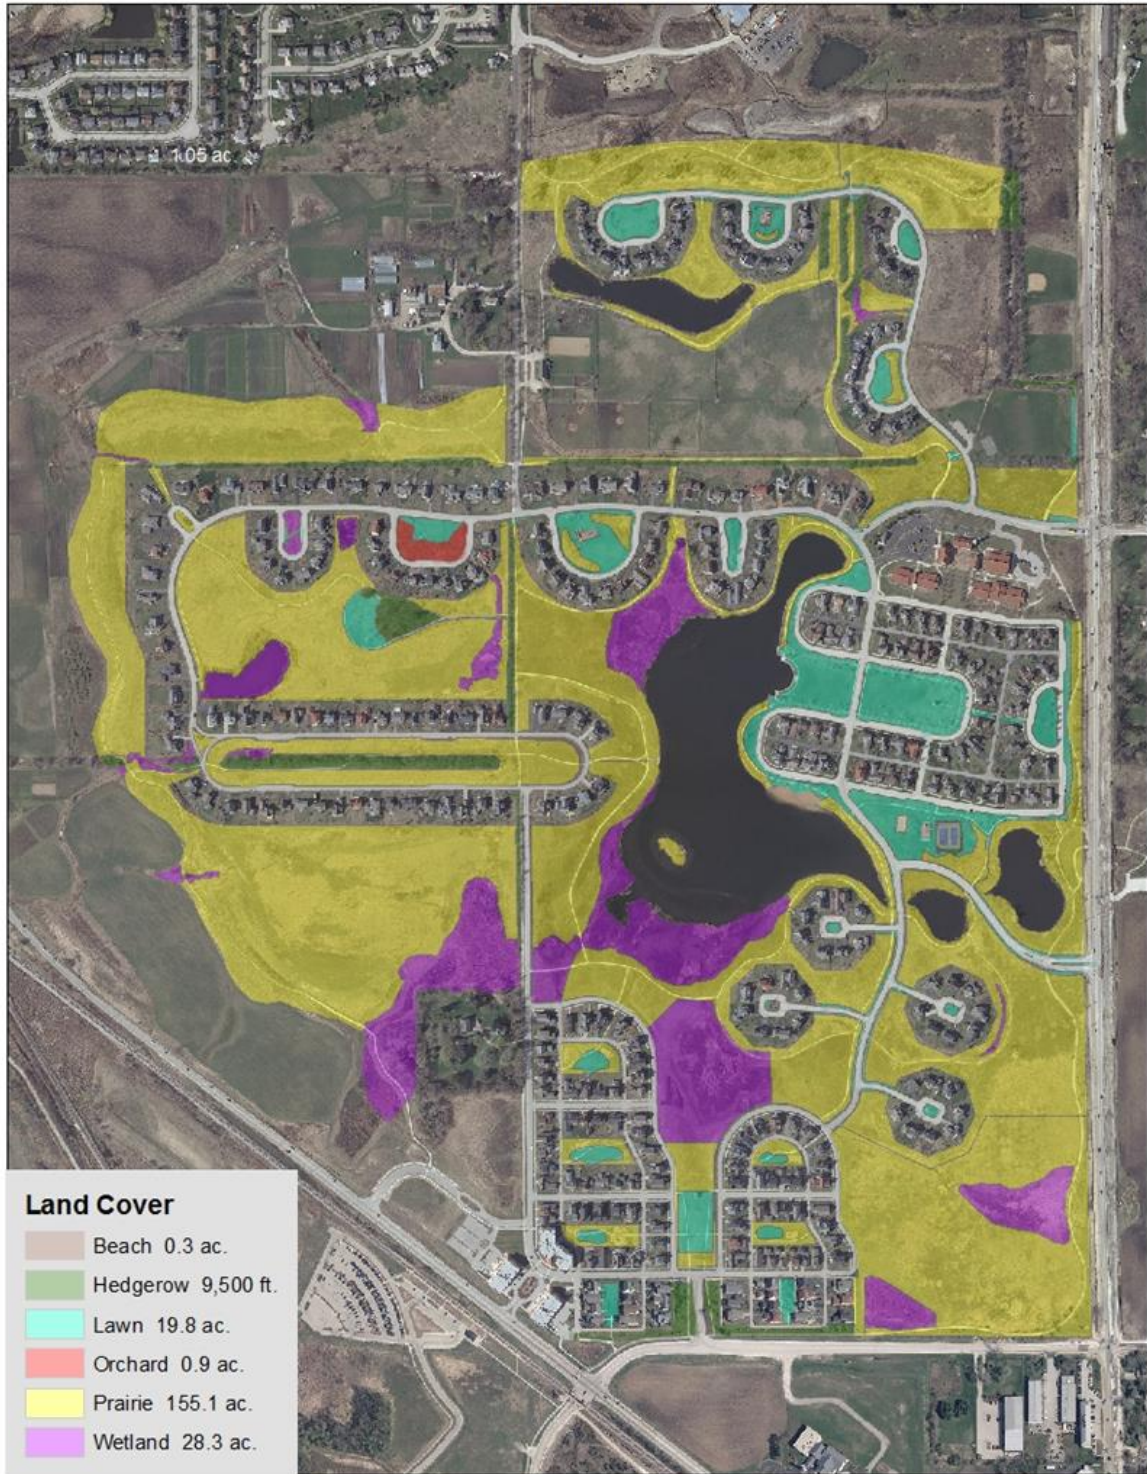 1.05 ac.
Land Cover
Beach 0.3 ac.
Hedgerow 9,500 ft.
Lawn 19.8 ac.
Orchard 0.9 ac.
Prairie 155.1 ac.
Wetland 28.3 ac.